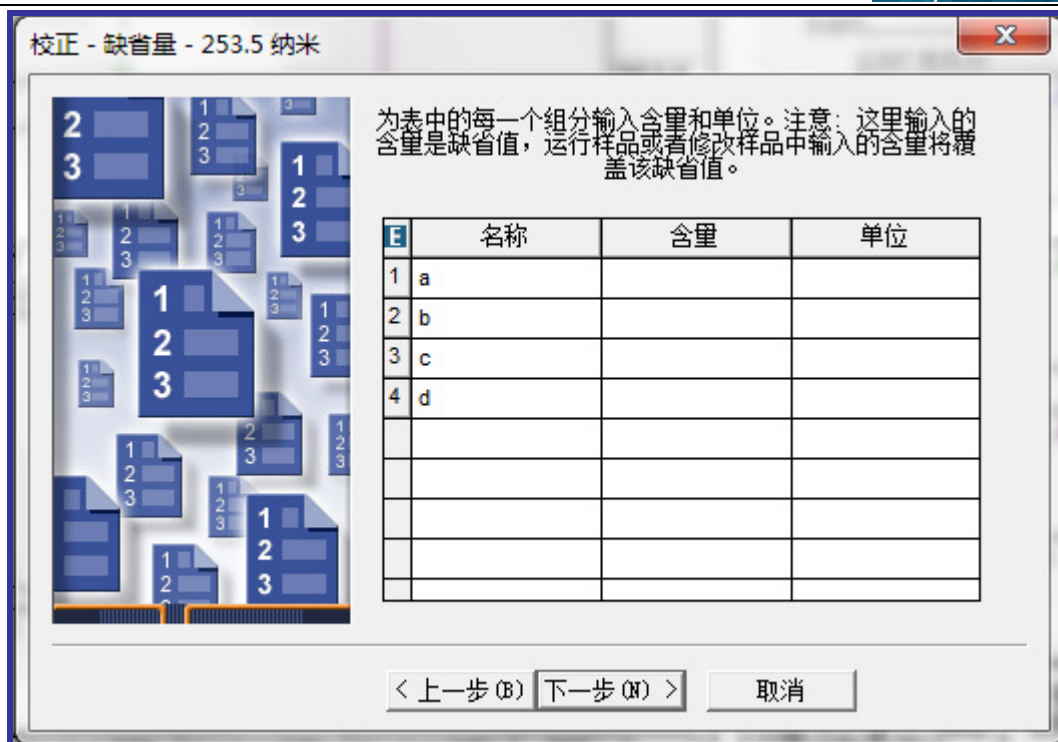 校正 - 缺省量 - 253.5 纳米
为表中的每一个组分输入含量和单位。注意：这里输入的
含量是缺省值，运行样品或者修改样品中输入的含量将覆
盖该缺省值。
E 名称 含量 单位
1 a
2 b
3 c
4 d
< 上一步(B) 下一步(N) > 取消